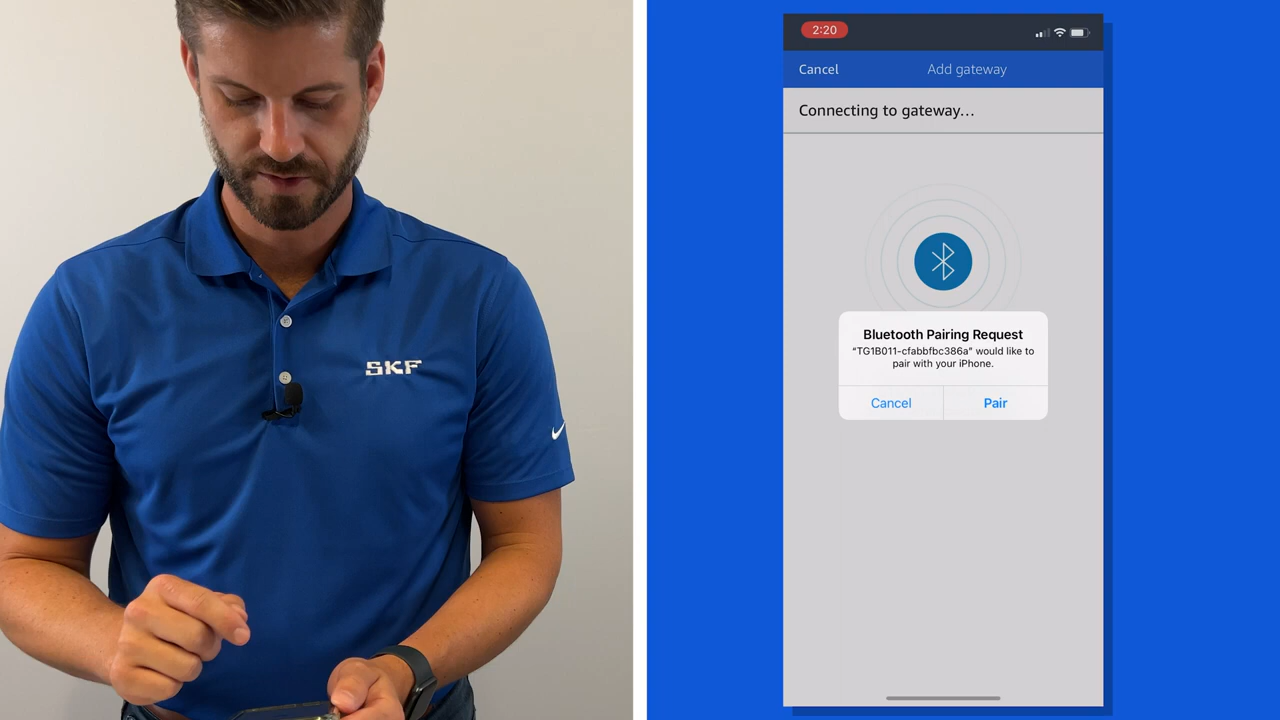 SKF
2:20
Cancel
Add gateway
Connecting to gateway...
Bluetooth Pairing Request
"TG1B011-cfabbfbc386a" would like to
pair with your iPhone.
Cancel
Pair